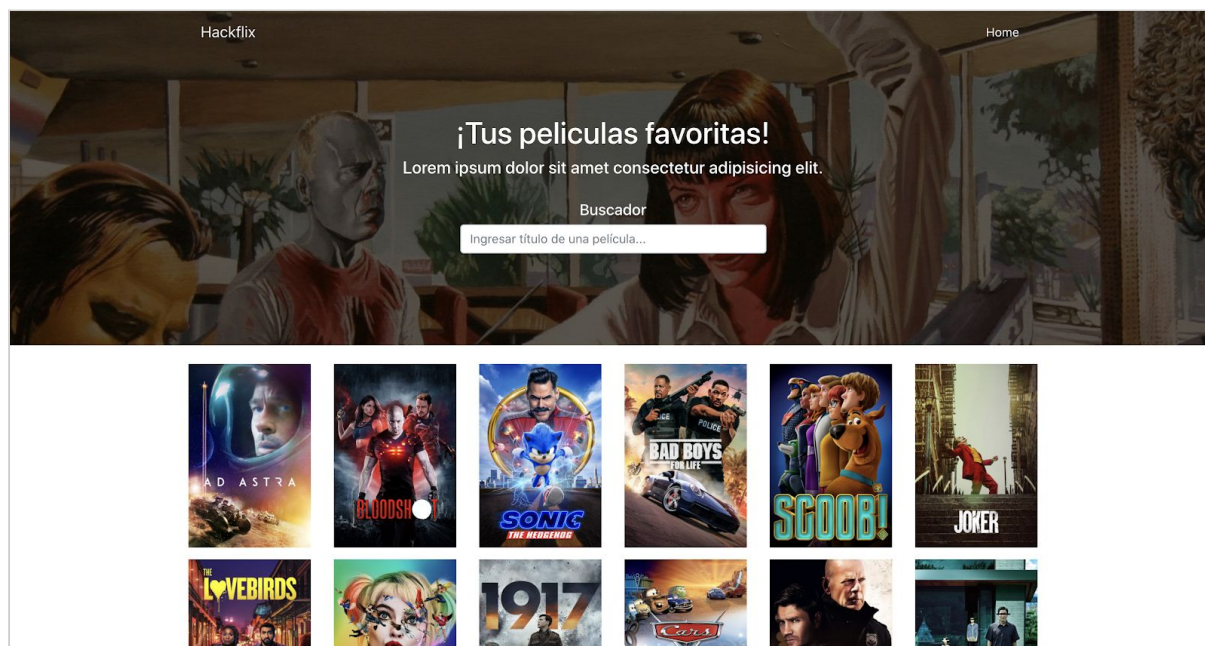 Hackflix
Home
¡Tus peliculas favoritas!
Lorem ipsum dolor sit amet consectetur adipisicing elit.
Buscador
Ingresar título de una película...
AD ASTRA
BLOODSHOT
SONIC
THE HEDGEHOG
POLICE
BAD BOYS
FOR LIFE
SCOOB!
JOKER
THE
LOVEBIRDS
1917
Cars